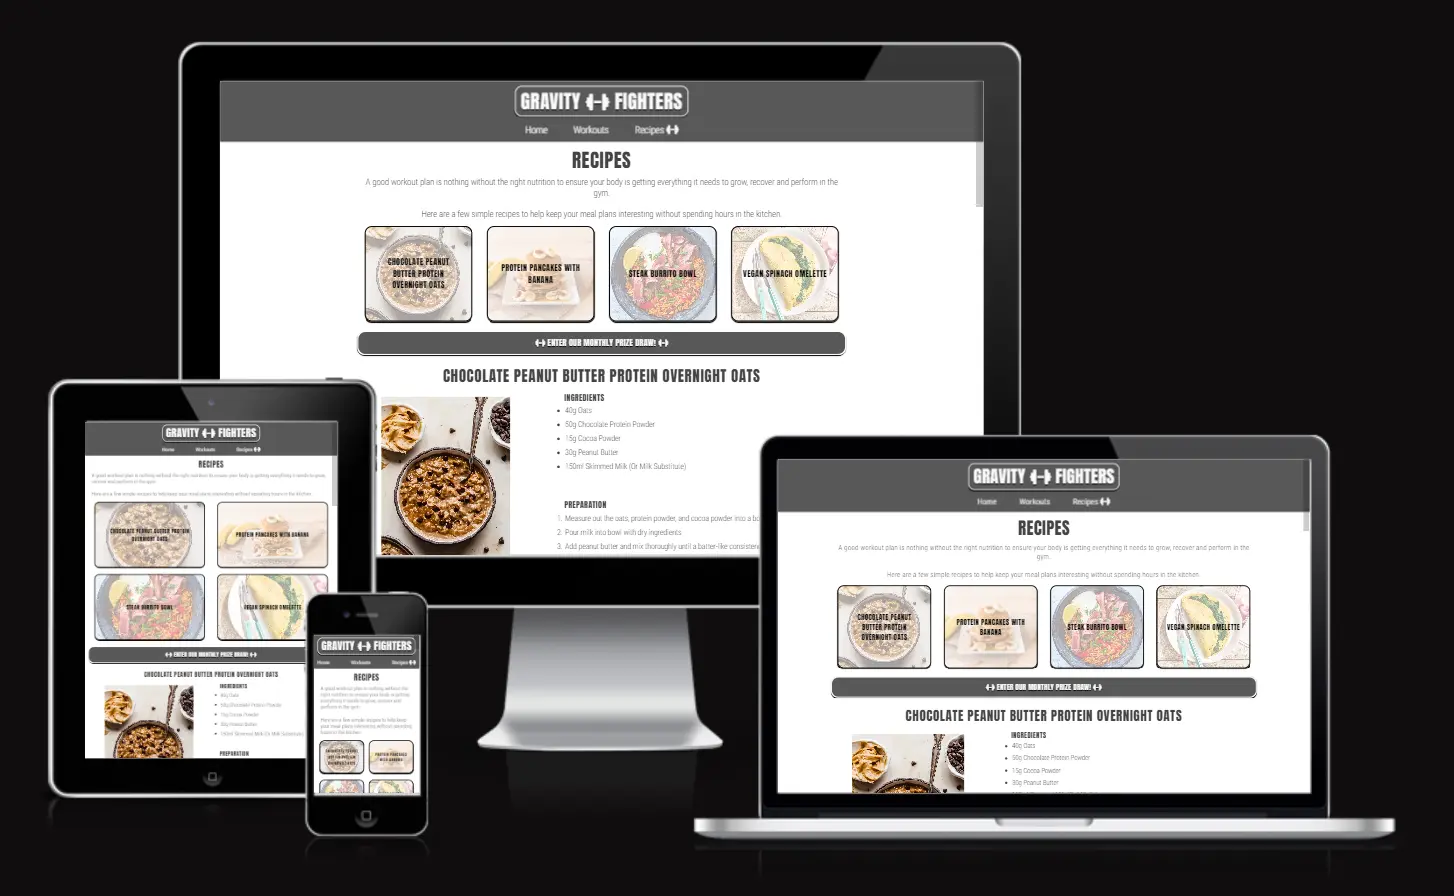 GRAVITY FIGHTERS
Home Workouts Recipes
RECIPES
A good workout plan is nothing without the right nutrition to ensure your body is getting everything it needs to grow, recover and perform in the
gym.
Here are a few simple recipes to help keep your meal plans interesting without spending hours in the kitchen.
CHOCOLATE PEANUT
BUTTER PROTEIN
OVERNIGHT OATS
PROTEIN PANCAKES WITH
BANANA
STEAK BURRITO BOWL
VEGAN SPINACH OMELETTE
ENTER OUR MONTHLY PRIZE DRAW!
CHOCOLATE PEANUT BUTTER PROTEIN OVERNIGHT OATS
INGREDIENTS
40g Oats
50g Chocolate Protein Powder
15g Cocoa Powder
30g Peanut Butter
150ml Skimmed Milk (Or Milk Substitute)
PREPARATION
1. Measure out the oats, protein powder, and cocoa powder into a
2. Pour milk into bowl with dry ingredients
3. Add peanut butter and mix thoroughly until a batter-like
GRAVITY FIGHTERS
Home Workouts Recipes
RECIPES
A good workout plan is nothing without the right nutrition to ensure your body is getting everything it needs to grow,
recover and perform in the gym.
Here are a few simple recipes to help keep your meal plans interesting without spending hours in the kitchen.
CHOCOLATE PEANUT BUTTER PROTEIN
OVERNIGHT OATS
PROTEIN PANCAKES WITH BANANA
STEAK BURRITO BOWL
VEGAN SPINACH OMELETTE
ENTER OUR MONTHLY PRIZE DRAW!
CHOCOLATE PEANUT BUTTER PROTEIN OVERNIGHT OATS
INGREDIENTS
40g Oats
50g Chocolate Protein Powder
15g Cocoa Powder
30g Peanut Butter
150ml Skimmed Milk (Or Milk Substitute)
PREPARATION
GRAVITY FIGHTERS
Home Workouts Recipes
RECIPES
A good workout plan is nothing without the
right nutrition to ensure your body is getting
everything it needs to grow, recover and
perform in the gym.
Here are a few simple recipes to help keep
your meal plans interesting without spending
hours in the kitchen.
CHOCOLATE PEANUT
BUTTER PROTEIN
OVERNIGHT OATS
PROTEIN PANCAKES
WITH BANANA
GRAVITY FIGHTERS
Home Workouts Recipes
RECIPES
A good workout plan is nothing without the right nutrition to ensure your body is getting everything it needs to grow, recover and perform in the
gym.
Here are a few simple recipes to help keep your meal plans interesting without spending hours in the kitchen.
CHOCOLATE PEANUT
BUTTER PROTEIN
OVERNIGHT OATS
PROTEIN PANCAKES WITH
BANANA
STEAK BURRITO BOWL
VEGAN SPINACH OMELETTE
ENTER OUR MONTHLY PRIZE DRAW!
CHOCOLATE PEANUT BUTTER PROTEIN OVERNIGHT OATS
INGREDIENTS
40g Oats
50g Chocolate Protein Powder
15g Cocoa Powder
30g Peanut Butter